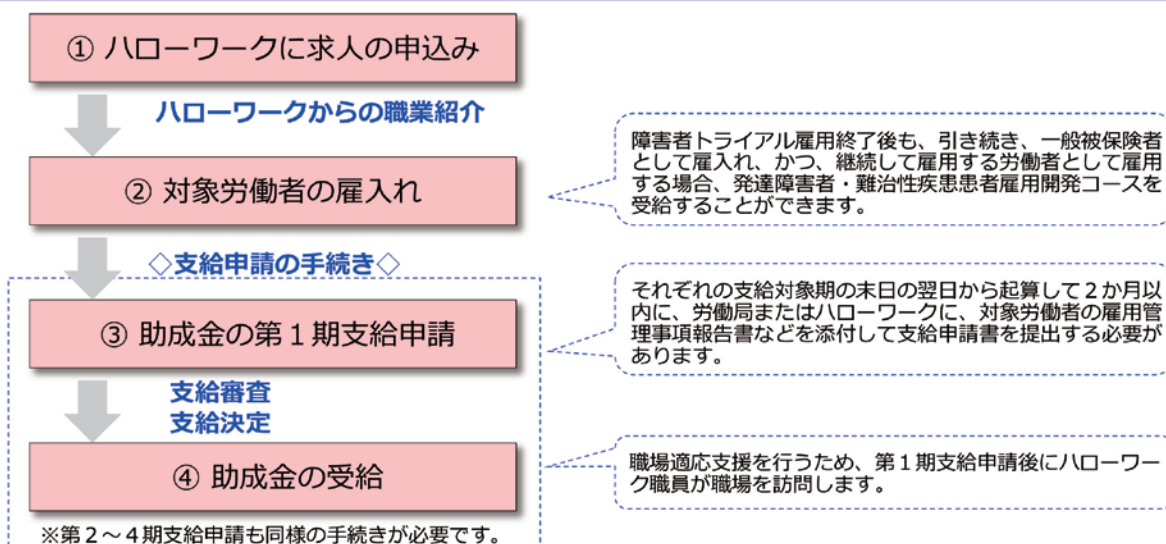 ① ハローワークに求人の申込み
ハローワークからの職業紹介
② 対象労働者の雇入れ
障害者トライアル雇用終了後も、引き続き、一般被保険者
として雇入れ、かつ、継続して雇用する労働者として雇用
する場合、発達障害者・難治性疾患患者雇用開発コースを
受給することができます。
◇支給申請の手続き◇
③ 助成金の第1期支給申請
それぞれの支給対象期の末日の翌日から起算して2か月以
内に、労働局またはハローワークに、対象労働者の雇用管
理事項報告書などを添付して支給申請書を提出する必要が
あります。
支給審査
支給決定
④ 助成金の受給
職場適応支援を行うため、第1期支給申請後にハローワー
ク職員が職場を訪問します。
※第2～4期支給申請も同様の手続きが必要です。